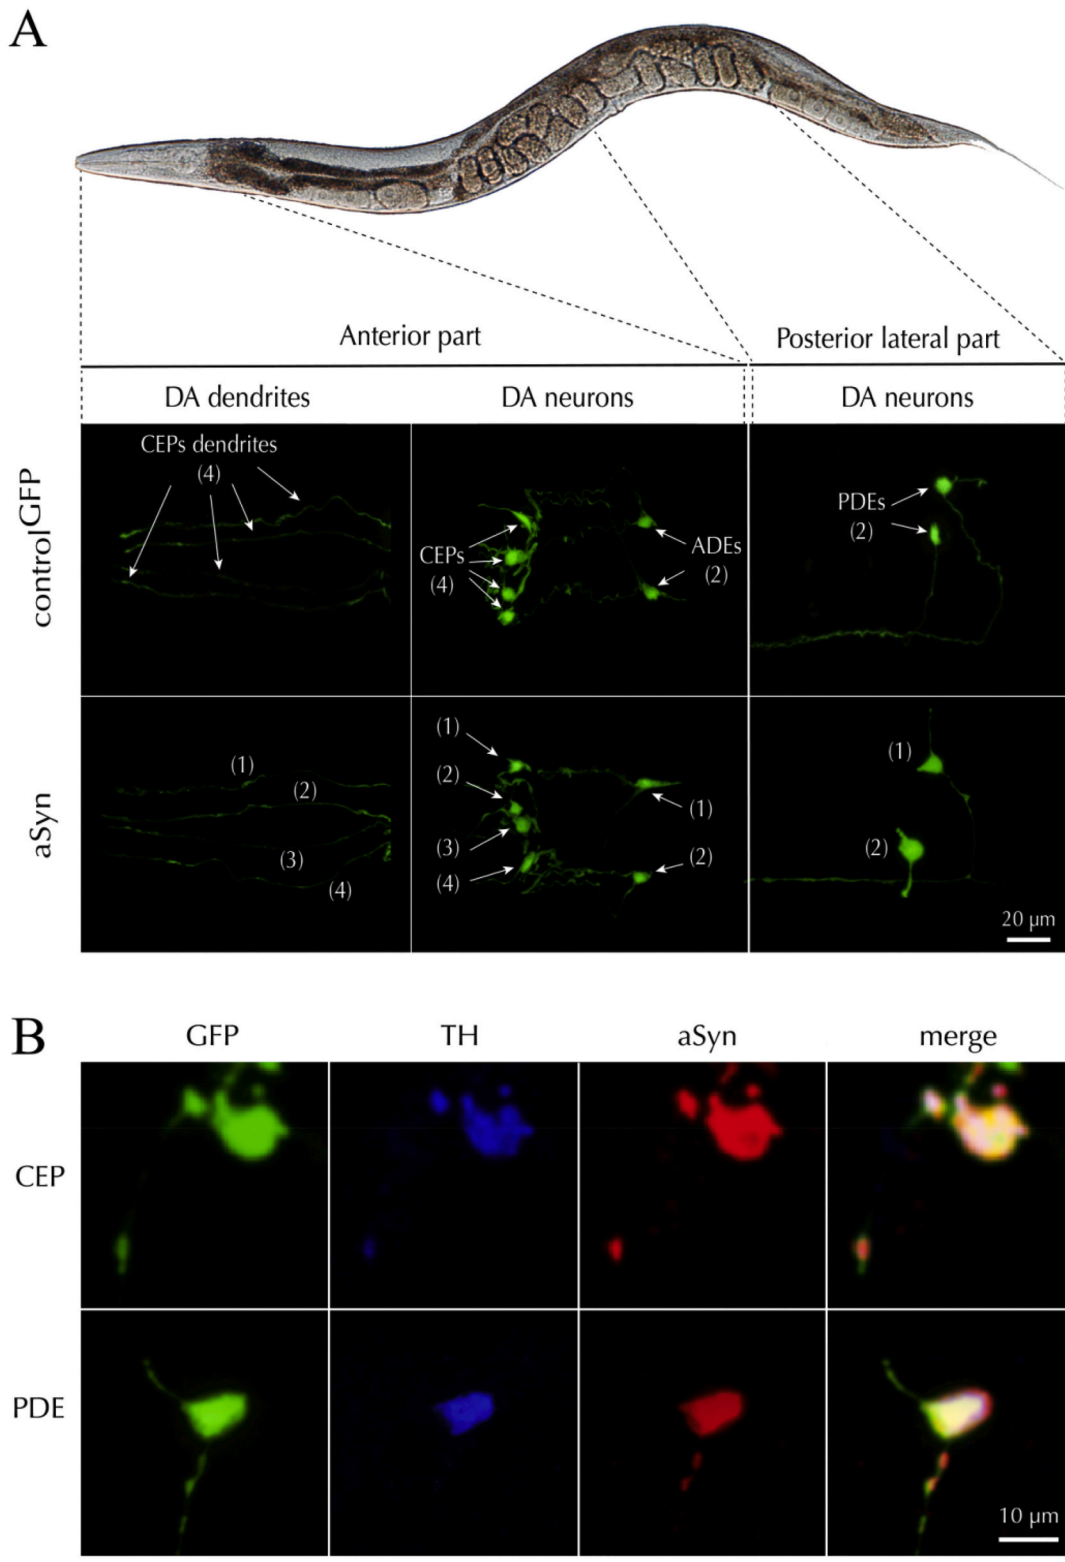 A
Anterior part
Posterior lateral part
DA dendrites
DA neurons
DA neurons
control GFP
CEPs dendrites
(4)
CEPs
(4)
ADEs
(2)
PDEs
(2)
aSyn
(1)
(2)
(3)
(4)
(1)
(2)
(3)
(4)
(1)
(2)
(1)
(2)
20 µm
B
GFP
TH
aSyn
merge
CEP
PDE
10 µm